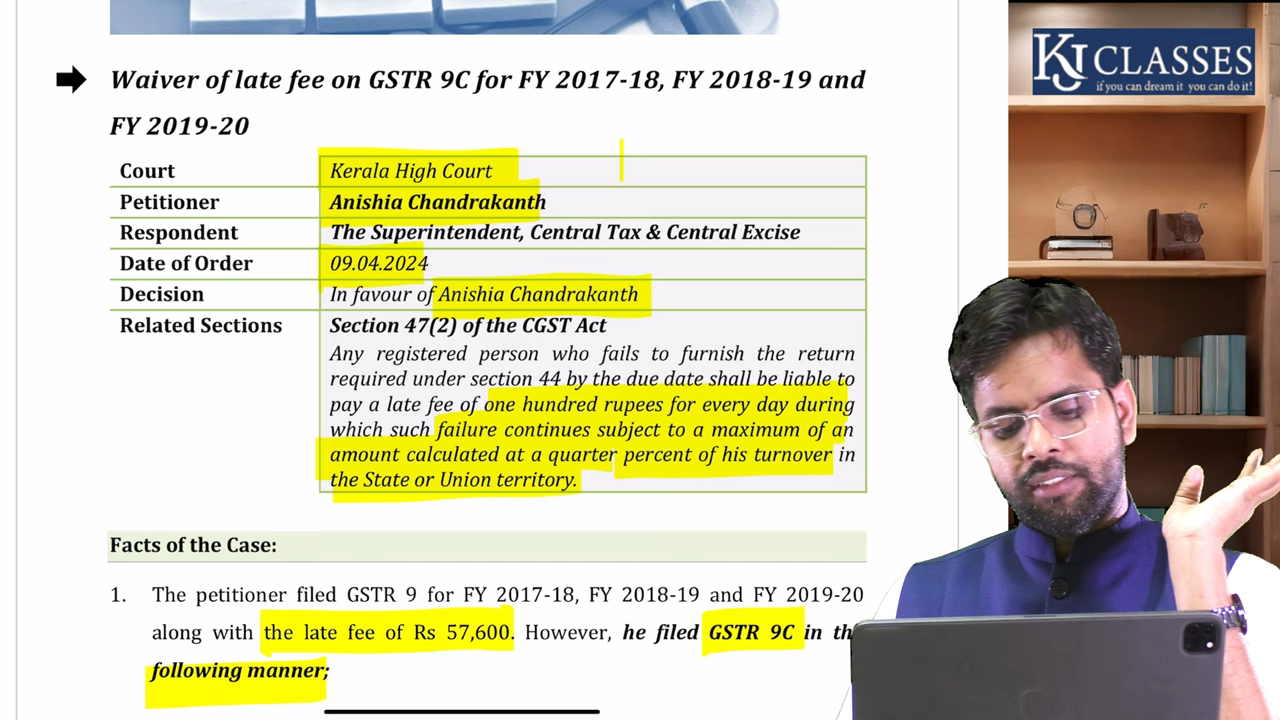 Waiver of late fee on GSTR 9C for FY 2017-18, FY 2018-19 and
FY 2019-20
Court Kerala High Court
Petitioner Anishia Chandrakanth
Respondent The Superintendent, Central Tax & Central Excise
Date of Order 09.04.2024
Decision In favour of Anishia Chandrakanth
Related Sections Section 47(2) of the CGST Act
Any registered person who fails to furnish the return
required under section 44 by the due date shall be liable to
pay a late fee of one hundred rupees for every day during
which such failure continues subject to a maximum of an
amount calculated at a quarter percent of his turnover in
the State or Union territory.
Facts of the Case:
1. The petitioner filed GSTR 9 for FY 2017-18, FY 2018-19 and FY 2019-20
along with the late fee of Rs 57,600. However, he filed GSTR 9C in th
following manner;
KJ CLASSES
if you can dream it you can do it!